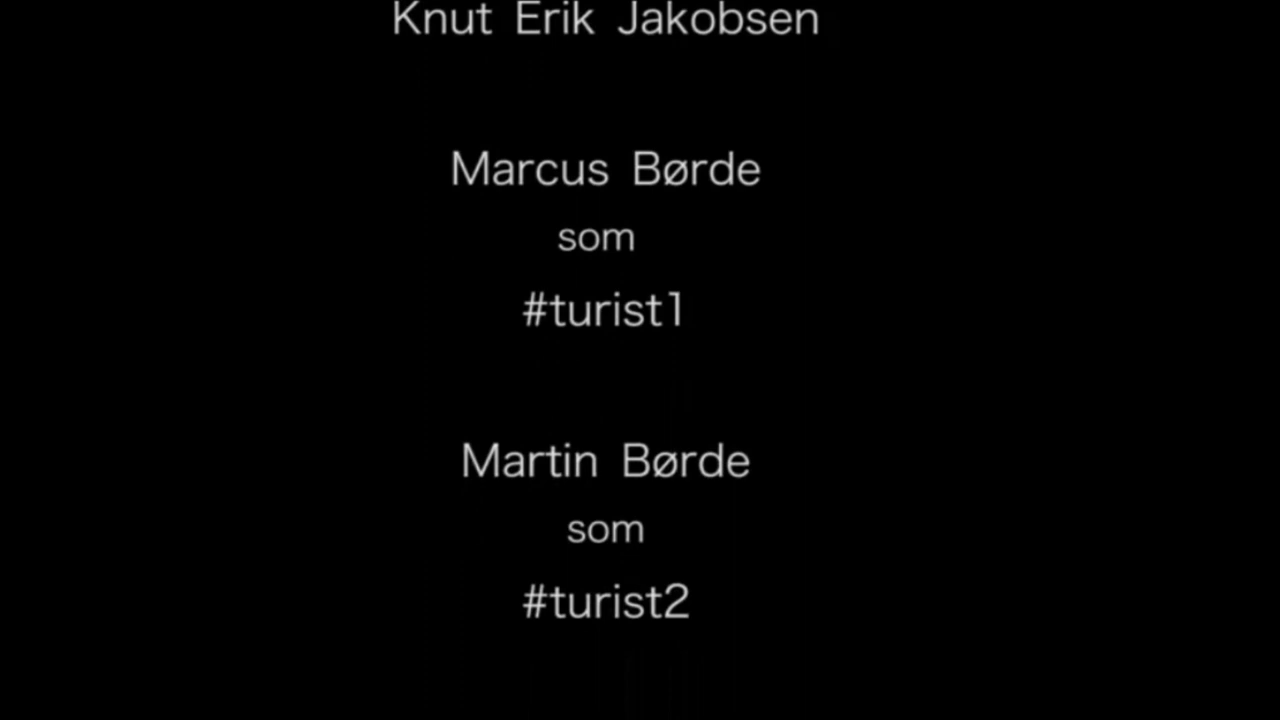 Knut Erik Jakobsen
Marcus Børde
som
#turist1
Martin Børde
som
#turist2